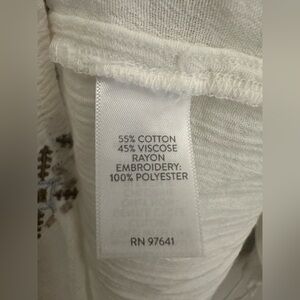 55% COTTON
45% VISCOSE
RAYON
EMBROIDERY:
100% POLYESTER
RN 97641